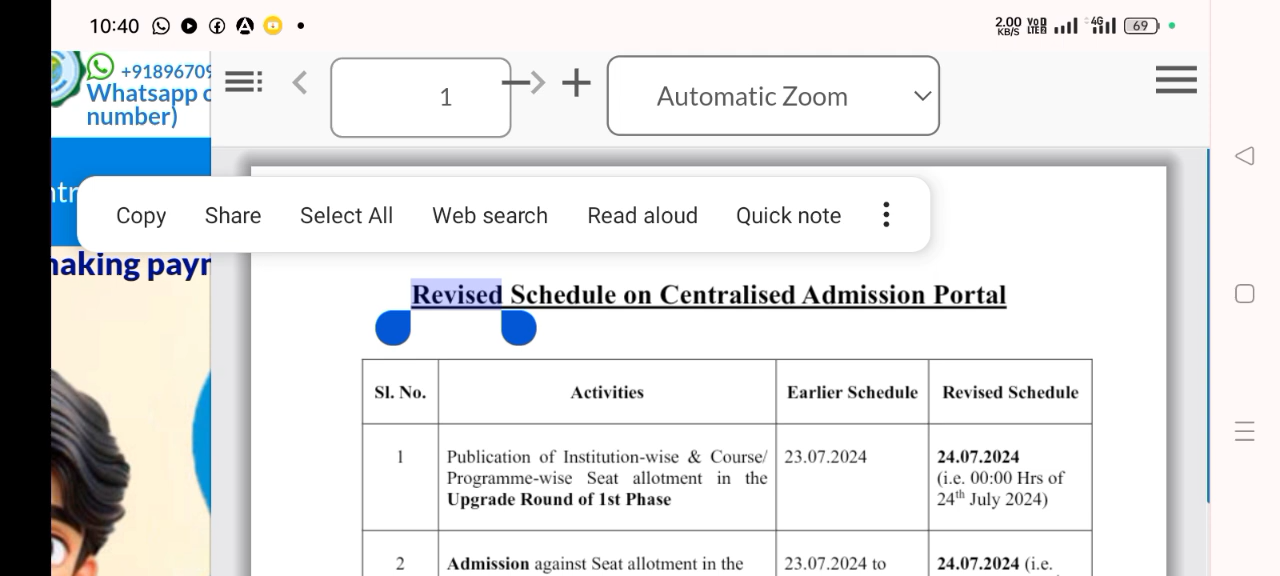 10:40
2.00 KB/S
4G
69
+9189670
Whatsapp
number)
1
Automatic Zoom
Copy Share Select All Web search Read aloud Quick note
Revised Schedule on Centralised Admission Portal
Sl. No. Activities Earlier Schedule Revised Schedule
1 Publication of Institution-wise & Course/ 23.07.2024 24.07.2024
Programme-wise Seat allotment in the (i.e. 00:00 Hrs of
Upgrade Round of 1st Phase 24th July 2024)
2 Admission against Seat allotment in the 23.07.2024 to 24.07.2024 (i.e.